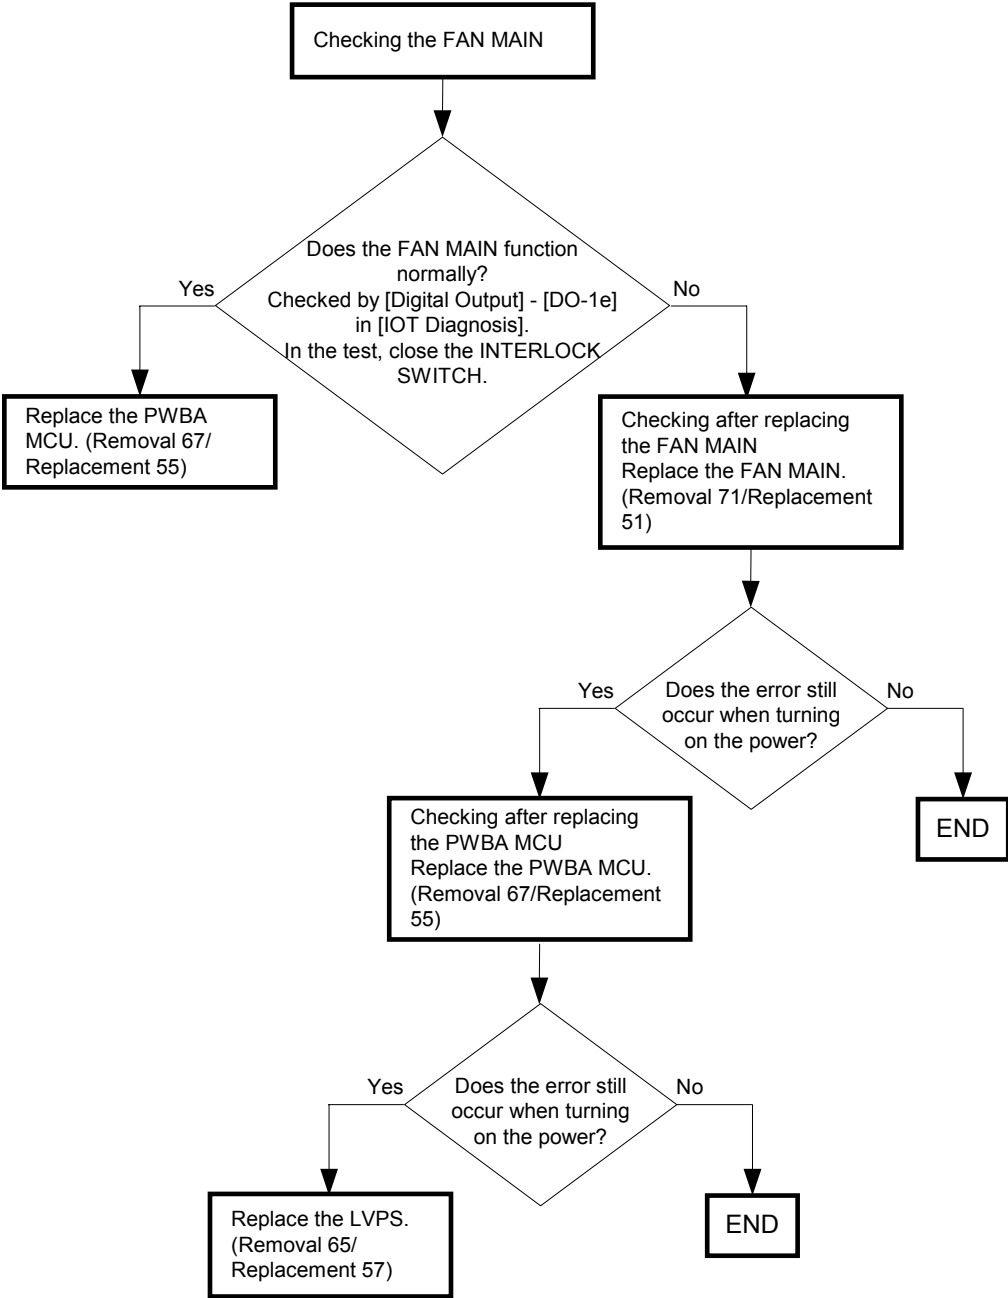 Checking the FAN MAIN
Does the FAN MAIN function
normally?
Checked by [Digital Output] - [DO-1e]
in [IOT Diagnosis].
In the test, close the INTERLOCK
SWITCH.
Yes
No
Replace the PWBA
MCU. (Removal 67/
Replacement 55)
Checking after replacing
the FAN MAIN
Replace the FAN MAIN.
(Removal 71/Replacement
51)
Does the error still
occur when turning
on the power?
Yes
No
Checking after replacing
the PWBA MCU
Replace the PWBA MCU.
(Removal 67/Replacement
55)
END
Does the error still
occur when turning
on the power?
Yes
No
Replace the LVPS.
(Removal 65/
Replacement 57)
END